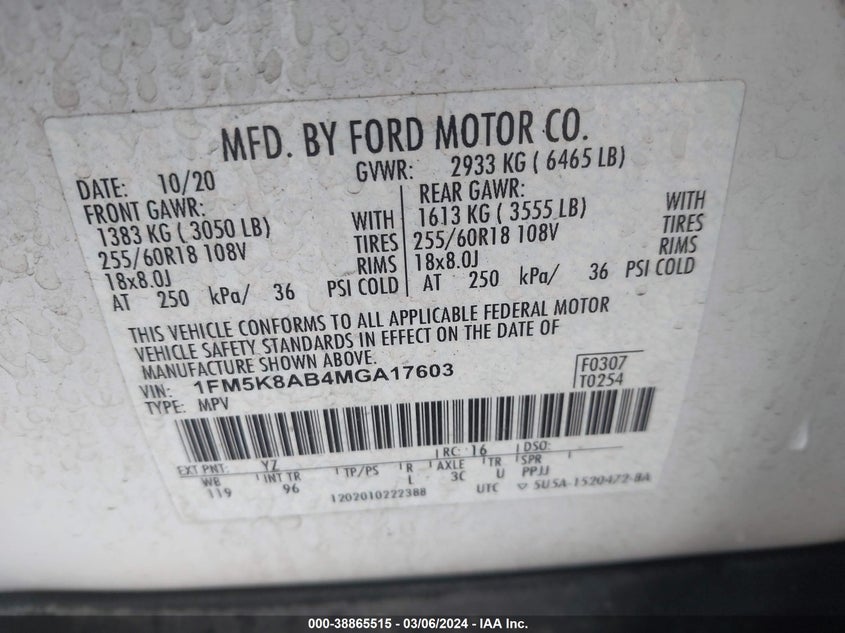 MFD. BY FORD MOTOR CO.
DATE: 10/20 GVWR: 2933 KG ( 6465 LB)
FRONT GAWR: REAR GAWR:
1383 KG ( 3050 LB) WITH 1613 KG ( 3555 LB) WITH
255/60R18 108V TIRES 255/60R18 108V TIRES
18x8.0J RIMS 18x8.0J RIMS
AT 250 kPa/ 36 PSI COLD AT 250 kPa/ 36 PSI COLD
THIS VEHICLE CONFORMS TO ALL APPLICABLE FEDERAL MOTOR
VEHICLE SAFETY STANDARDS IN EFFECT ON THE DATE OF
MANUFACTURE SHOWN ABOVE.
VIN: 1FM5K8AB4MGA17603 F0307
TYPE: MPV T0254
EXT PNT: YZ RC: 16 DSO:
WB INT TR TP/PS R AXLE TR SPR
119 96 L 3C U PPJJ
1202010222388 UTC ▽ 5U5A-1520472-BA
000-38865515 - 03/06/2024 - IAA Inc.